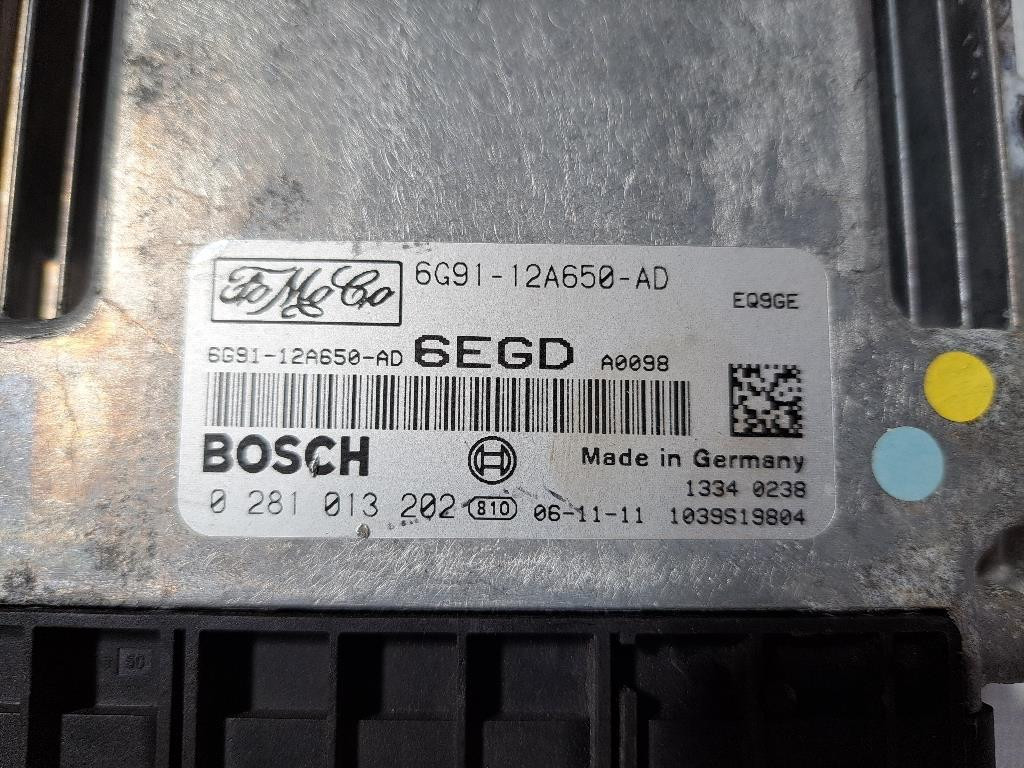 FoMoCo 6G91-12A650-AD
EQ9GE
6G91-12A650-AD 6EGD A0098
BOSCH Made in Germany
1334 0238
0 281 013 202 810 06-11-11 1039S19804
50